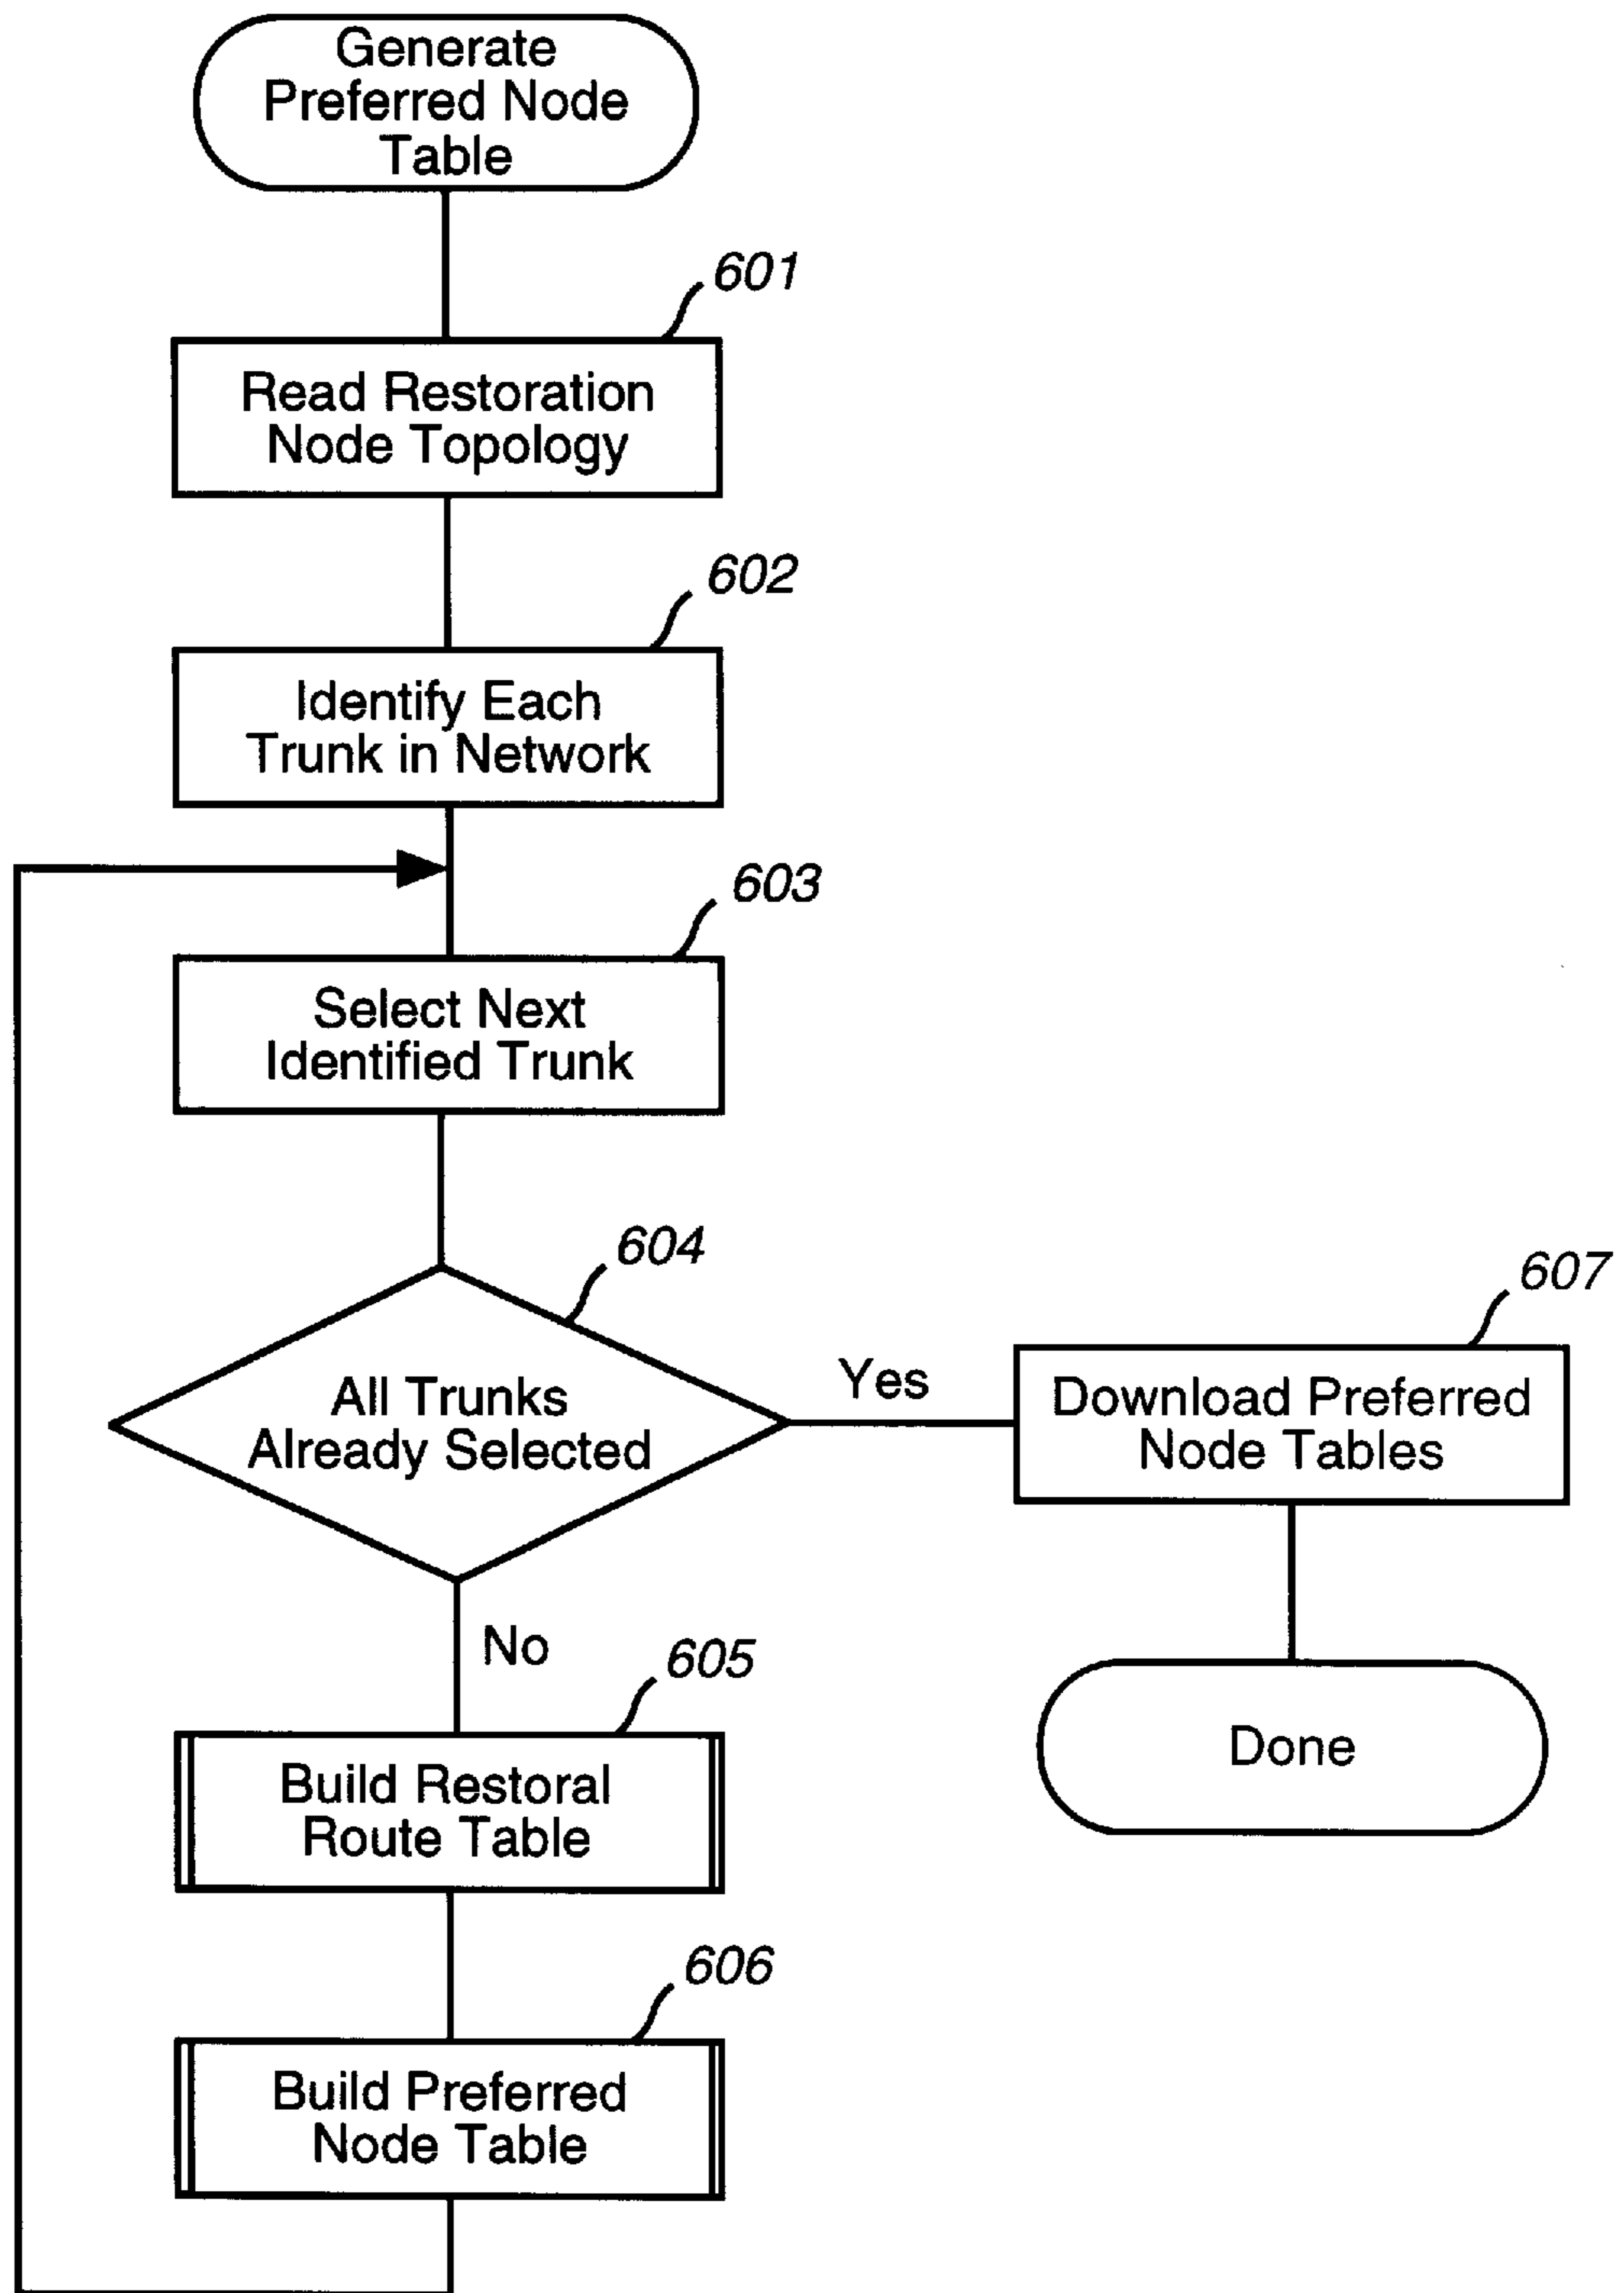 Generate
Preferred Node
Table
601
Read Restoration
Node Topology
602
Identify Each
Trunk in Network
603
Select Next
Identified Trunk
604
All Trunks
Already Selected
Yes
607
Download Preferred
Node Tables
No
605
Build Restoral
Route Table
Done
606
Build Preferred
Node Table